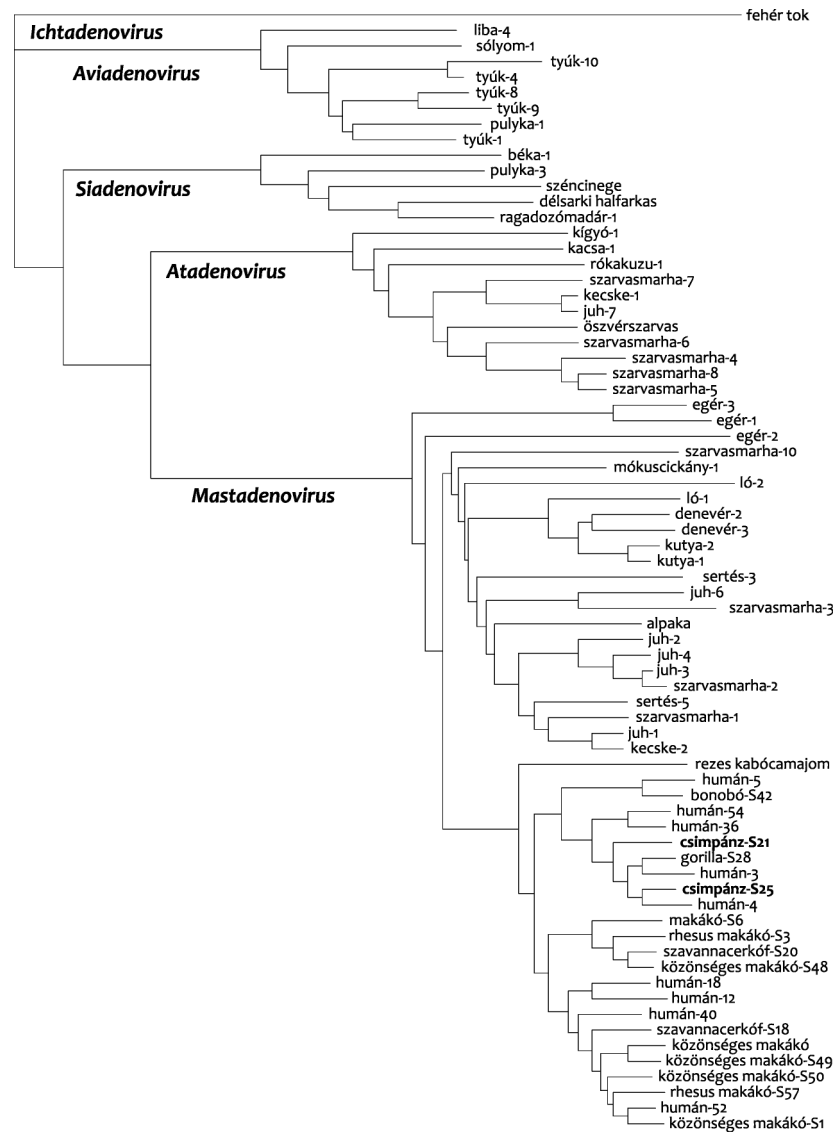 fehér tok
Ichtadenovirus
liba-4
sólyom-1
tyúk-10
Aviadenovirus
tyúk-4
tyúk-8
tyúk-9
pulyka-1
tyúk-1
béka-1
pulyka-3
Siadenovirus
széncinege
délsarki halfarkas
ragadozómadár-1
kígyó-1
kacsa-1
Atadenovirus
rókakuzu-1
szarvasmarha-7
kecske-1
juh-7
öszvérszarvas
szarvasmarha-6
szarvasmarha-4
szarvasmarha-8
szarvasmarha-5
egér-3
egér-1
egér-2
szarvasmarha-10
mókuscickány-1
ló-2
Mastadenovirus
ló-1
denevér-2
denevér-3
kutya-2
kutya-1
sertés-3
juh-6
szarvasmarha-3
alpaka
juh-2
juh-4
juh-3
szarvasmarha-2
sertés-5
szarvasmarha-1
juh-1
kecske-2
rezes kabócamajom
humán-5
bonobó-S42
humán-54
humán-36
csimpánz-S21
gorilla-S28
humán-3
csimpánz-S25
humán-4
makákó-S6
rhesus makákó-S3
szavannacerkóf-S20
közönséges makákó-S48
humán-18
humán-12
humán-40
szavannacerkóf-S18
közönséges makákó
közönséges makákó-S49
közönséges makákó-S50
rhesus makákó-S57
humán-52
közönséges makákó-S1